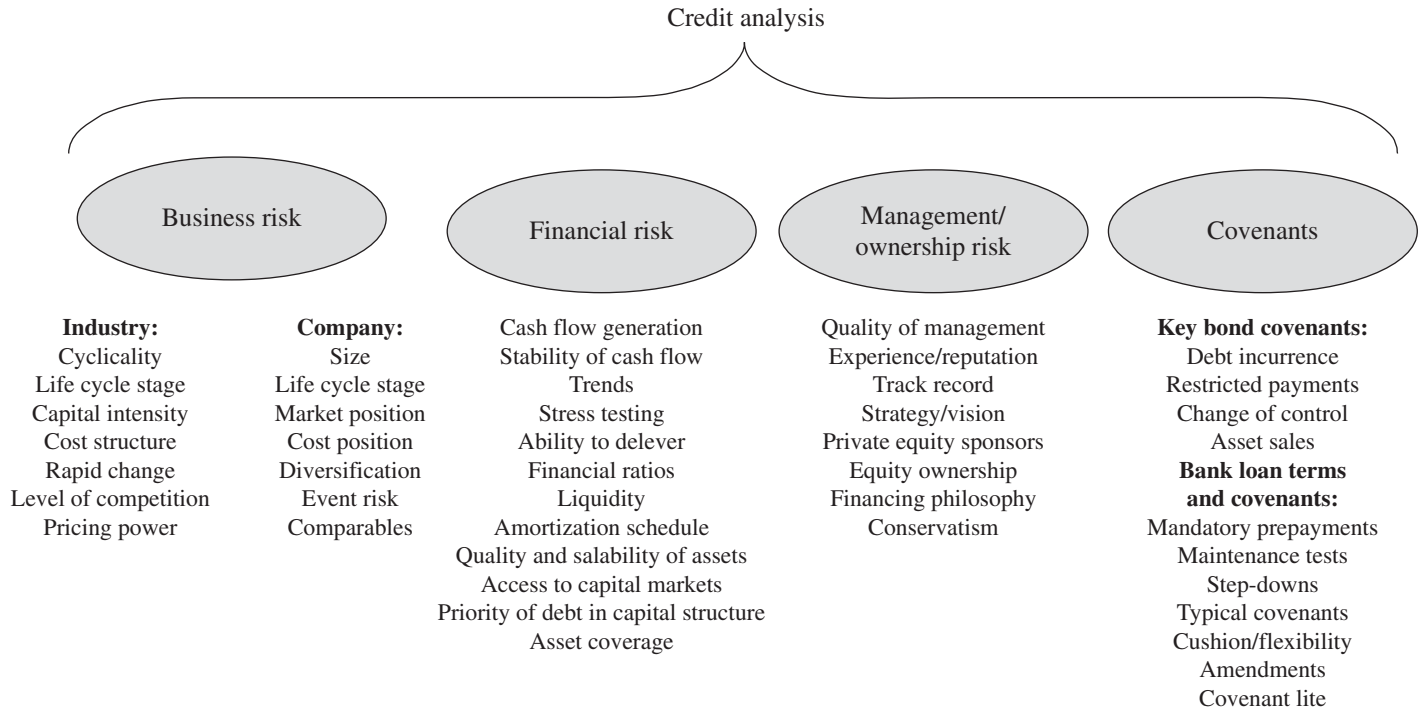 Credit analysis
Business risk
Financial risk
Management/
ownership risk
Covenants
Industry:
Cyclicality
Life cycle stage
Capital intensity
Cost structure
Rapid change
Level of competition
Pricing power
Company:
Size
Life cycle stage
Market position
Cost position
Diversification
Event risk
Comparables
Cash flow generation
Stability of cash flow
Trends
Stress testing
Ability to delever
Financial ratios
Liquidity
Amortization schedule
Quality and salability of assets
Access to capital markets
Priority of debt in capital structure
Asset coverage
Quality of management
Experience/reputation
Track record
Strategy/vision
Private equity sponsors
Equity ownership
Financing philosophy
Conservatism
Key bond covenants:
Debt incurrence
Restricted payments
Change of control
Asset sales
Bank loan terms
and covenants:
Mandatory prepayments
Maintenance tests
Step-downs
Typical covenants
Cushion/flexibility
Amendments
Covenant lite